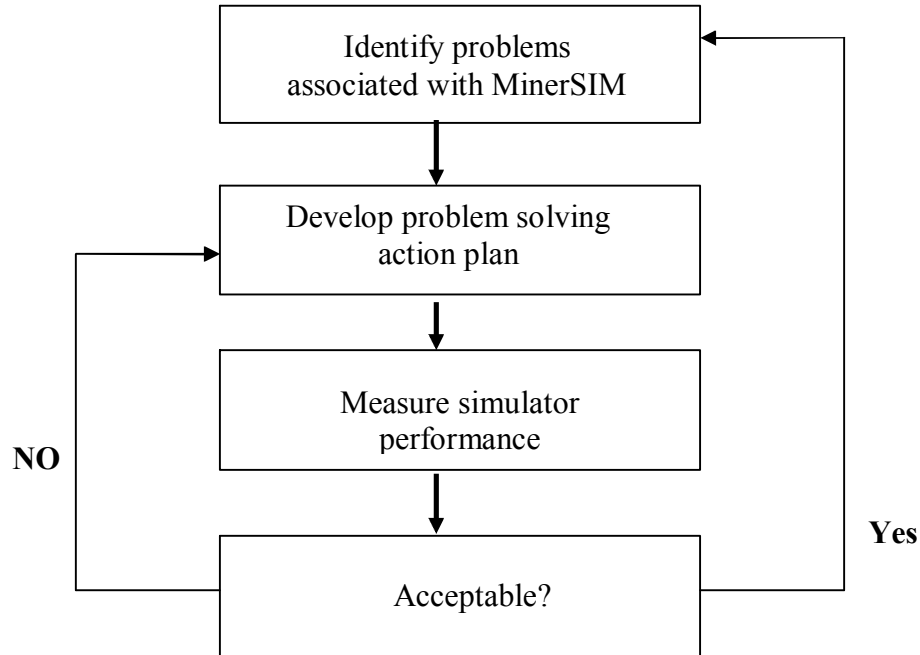 Identify problems
associated with MinerSIM
Develop problem solving
action plan
Measure simulator
performance
NO
Yes
Acceptable?